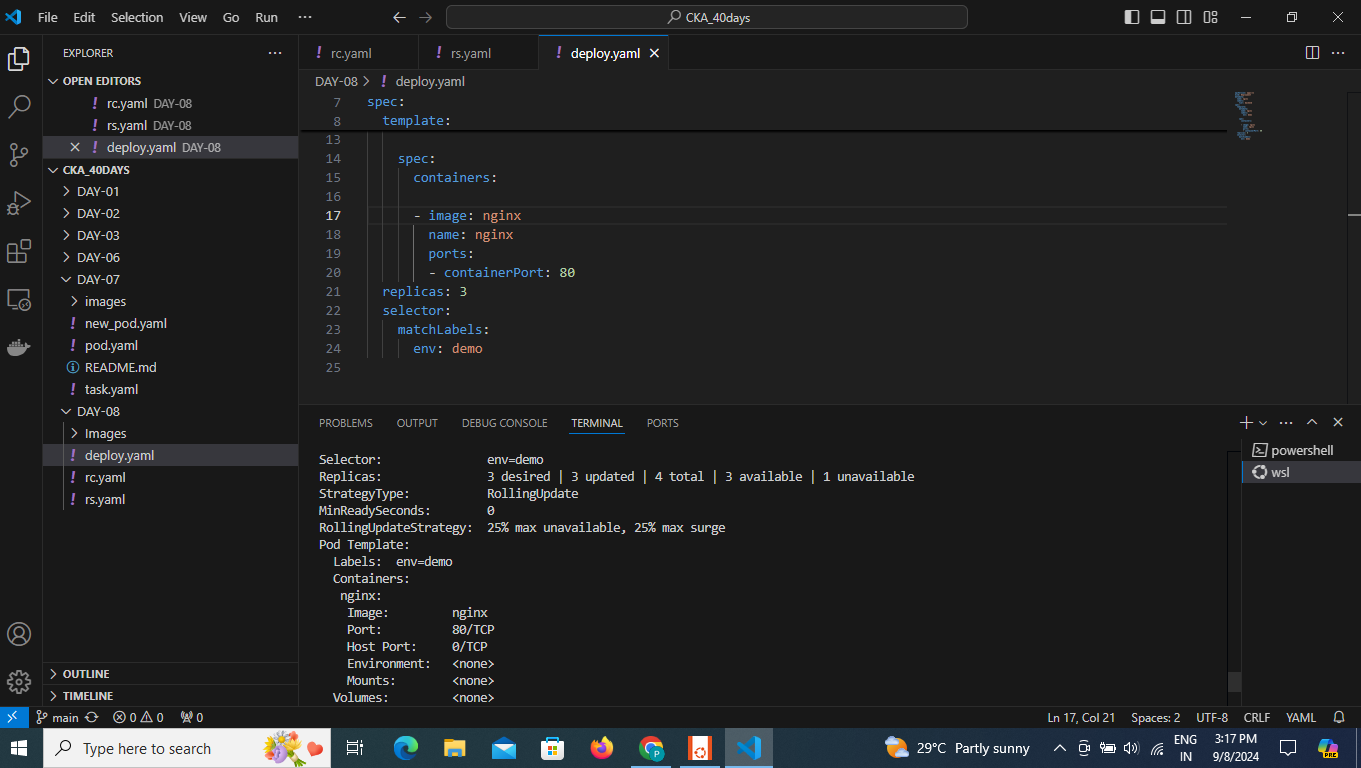 File Edit Selection View Go Run ··· CKA_40days
EXPLORER ···
OPEN EDITORS
! rc.yaml DAY-08
! rs.yaml DAY-08
! deploy.yaml DAY-08
CKA_40DAYS
DAY-01
DAY-02
DAY-03
DAY-06
DAY-07
images
! new_pod.yaml
! pod.yaml
README.md
! task.yaml
DAY-08
Images
! deploy.yaml
! rc.yaml
! rs.yaml
OUTLINE
TIMELINE
! rc.yaml ! rs.yaml ! deploy.yaml
DAY-08 > ! deploy.yaml
7 spec:
8 template:
13
14 spec:
15 containers:
16
17 - image: nginx
18 name: nginx
19 ports:
20 - containerPort: 80
21 replicas: 3
22 selector:
23 matchLabels:
24 env: demo
25
PROBLEMS OUTPUT DEBUG CONSOLE TERMINAL PORTS
Selector: env=demo
Replicas: 3 desired | 3 updated | 4 total | 3 available | 1 unavailable
StrategyType: RollingUpdate
MinReadySeconds: 0
RollingUpdateStrategy: 25% max unavailable, 25% max surge
Pod Template:
Labels: env=demo
Containers:
nginx:
Image: nginx
Port: 80/TCP
Host Port: 0/TCP
Environment: <none>
Mounts: <none>
Volumes: <none>
powershell
wsl
main 0 0 0 Ln 17, Col 21 Spaces: 2 UTF-8 CRLF YAML
Type here to search
29°C Partly sunny
ENG
IN
3:17 PM
9/8/2024